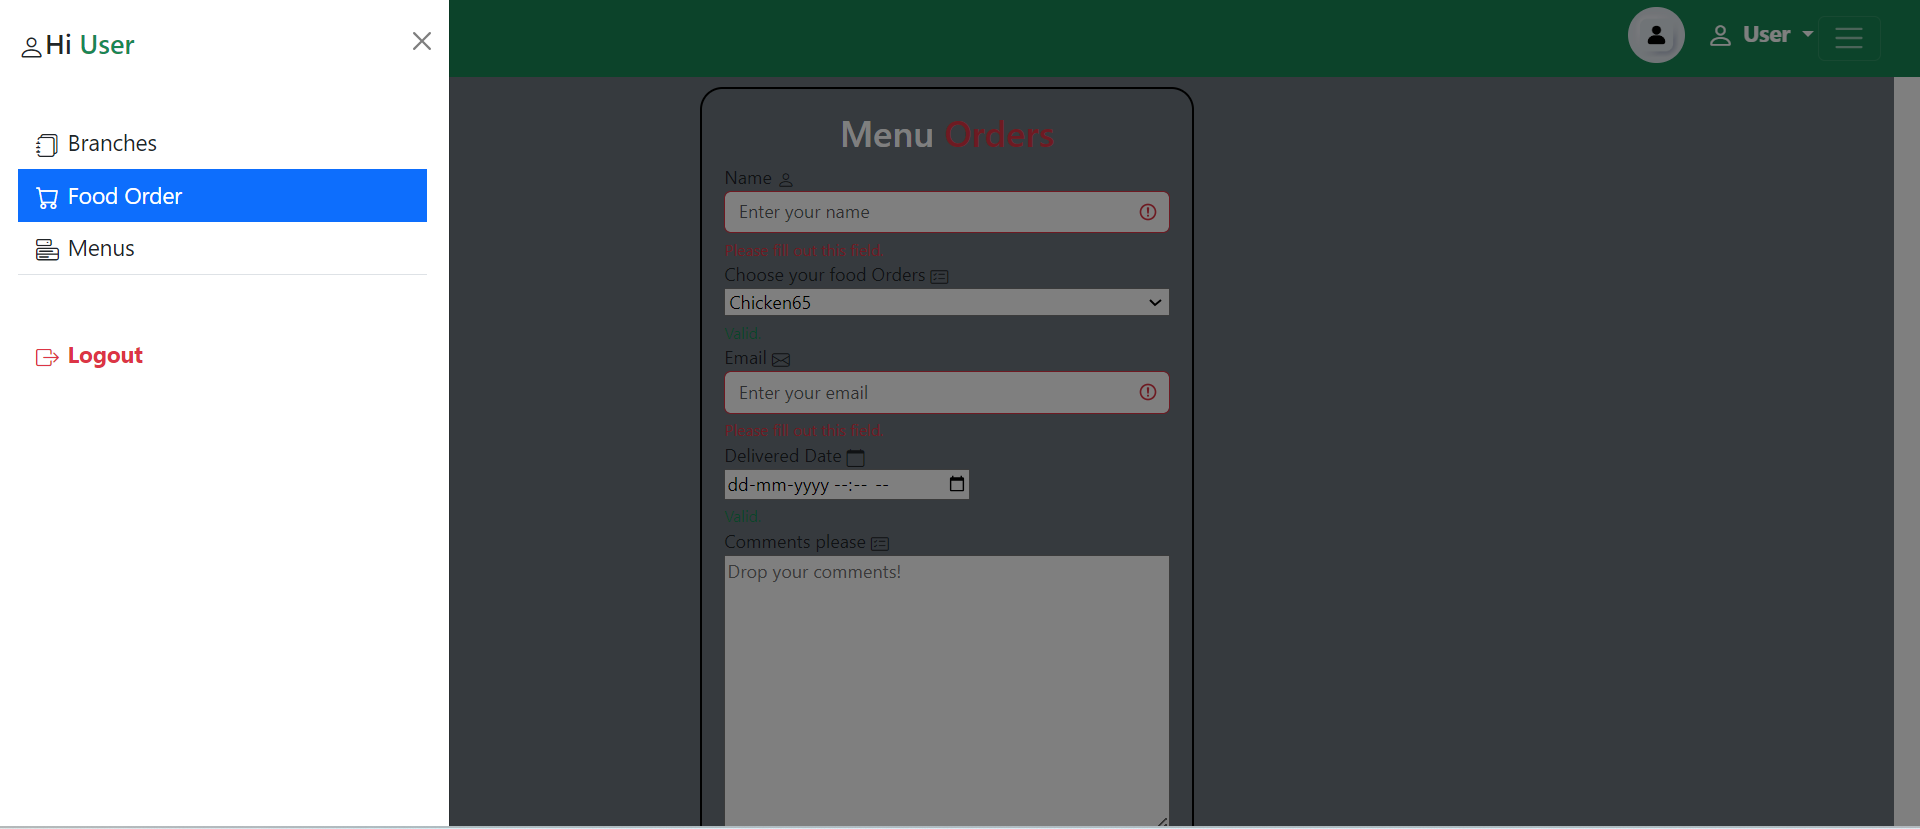 Hi User
Branches
Food Order
Menus
Logout
User
Menu Orders
Name
Enter your name
Please fill out this field.
Choose your food Orders
Chicken65
Valid.
Email
Enter your email
Please fill out this field.
Delivered Date
dd-mm-yyyy --:-- --
Valid.
Comments please
Drop your comments!